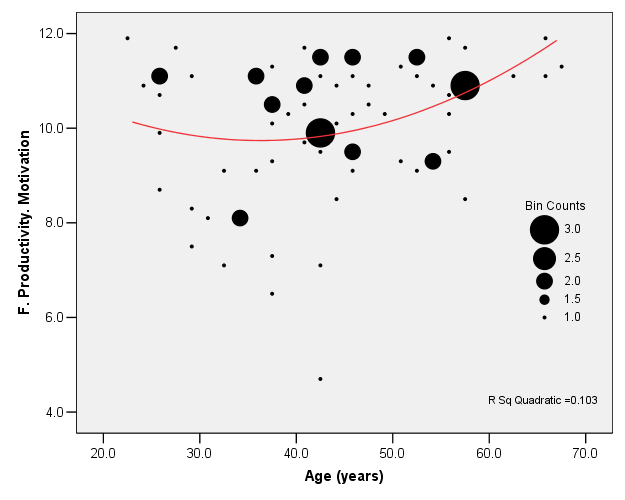 12.0
10.0
8.0
6.0
4.0
F. Productivity. Motivation
Bin Counts
3.0
2.5
2.0
1.5
1.0
R Sq Quadratic =0.103
20.0 30.0 40.0 50.0 60.0 70.0
Age (years)